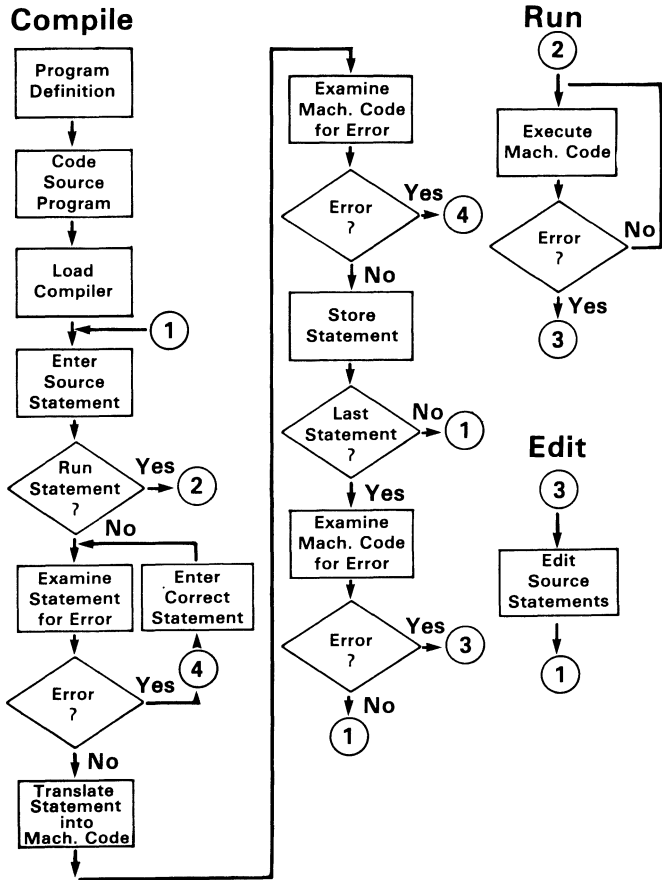 Compile
Program
Definition
Code
Source
Program
Load
Compiler
1
Enter
Source
Statement
Run
Statement
?
Yes
2
No
Examine
Statement
for Error
Enter
Correct
Statement
4
Error
?
Yes
No
Translate
Statement
into
Mach. Code
Examine
Mach. Code
for Error
Error
?
Yes
4
No
Store
Statement
Last
Statement
?
No
1
Yes
Examine
Mach. Code
for Error
Error
?
Yes
3
No
1
Run
2
Execute
Mach. Code
Error
?
No
Yes
3
Edit
3
Edit
Source
Statements
1